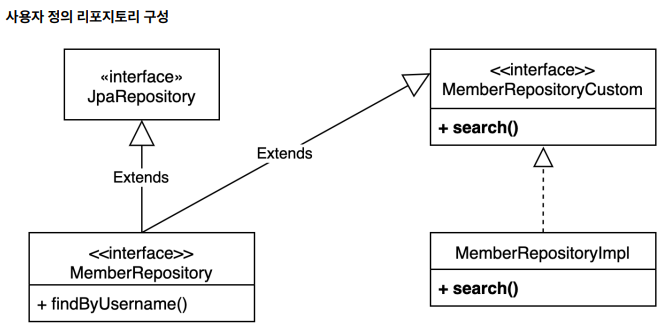 사용자 정의 리포지토리 구성
«interface»
JpaRepository
<<interface>>
MemberRepositoryCustom
+ search()
Extends
Extends
<<interface>>
MemberRepository
+ findByUsername()
MemberRepositoryImpl
+ search()